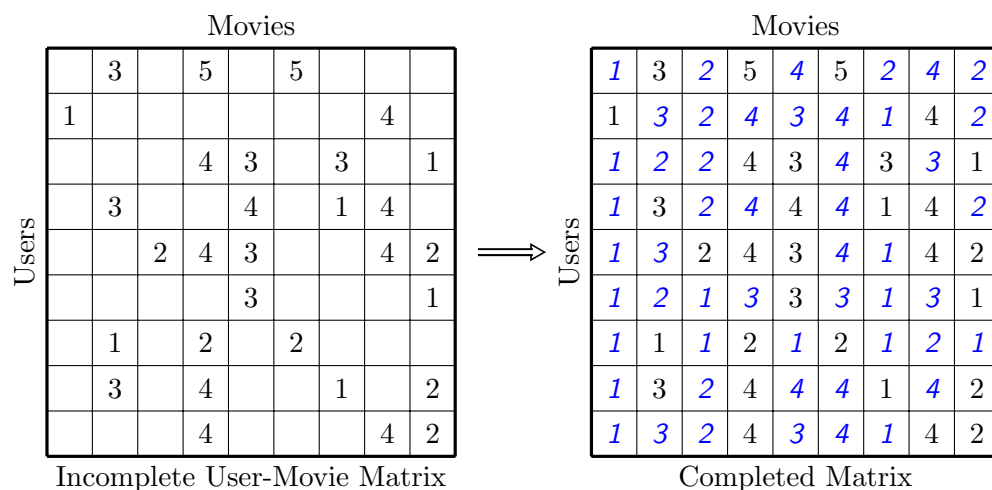 Movies
3 5 5
1 4
4 3 3 1
3 4 1 4
2 4 3 4 2
3 1
1 2 2
3 4 1 2
4 4 2
Users
Incomplete User-Movie Matrix
Movies
1 3 2 5 4 5 2 4 2
1 3 2 4 3 4 1 4 2
1 2 2 4 3 4 3 3 1
1 3 2 4 4 4 1 4 2
1 3 2 4 3 4 1 4 2
1 2 1 3 3 3 1 3 1
1 1 1 2 1 2 1 2 1
1 3 2 4 4 4 1 4 2
1 3 2 4 3 4 1 4 2
Users
Completed Matrix